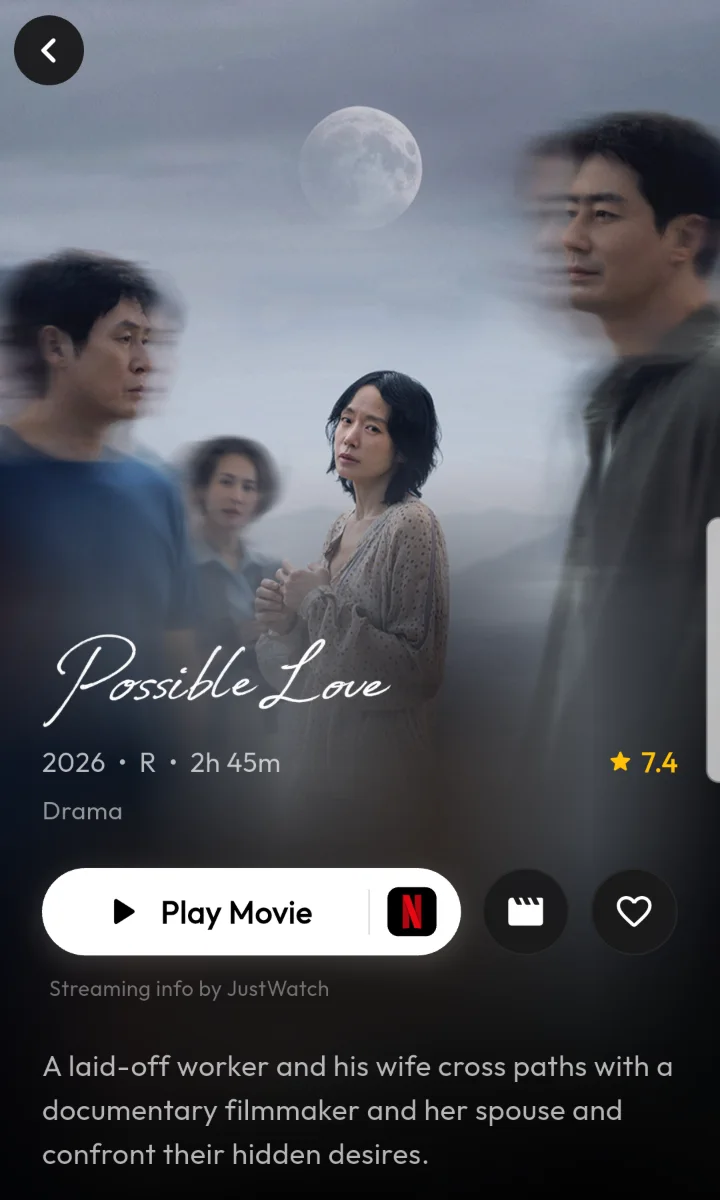 Possible Love
2026 • R • 2h 45m
7.4
Drama
Play Movie
N
Streaming info by JustWatch
A laid-off worker and his wife cross paths with a
documentary filmmaker and her spouse and
confront their hidden desires.